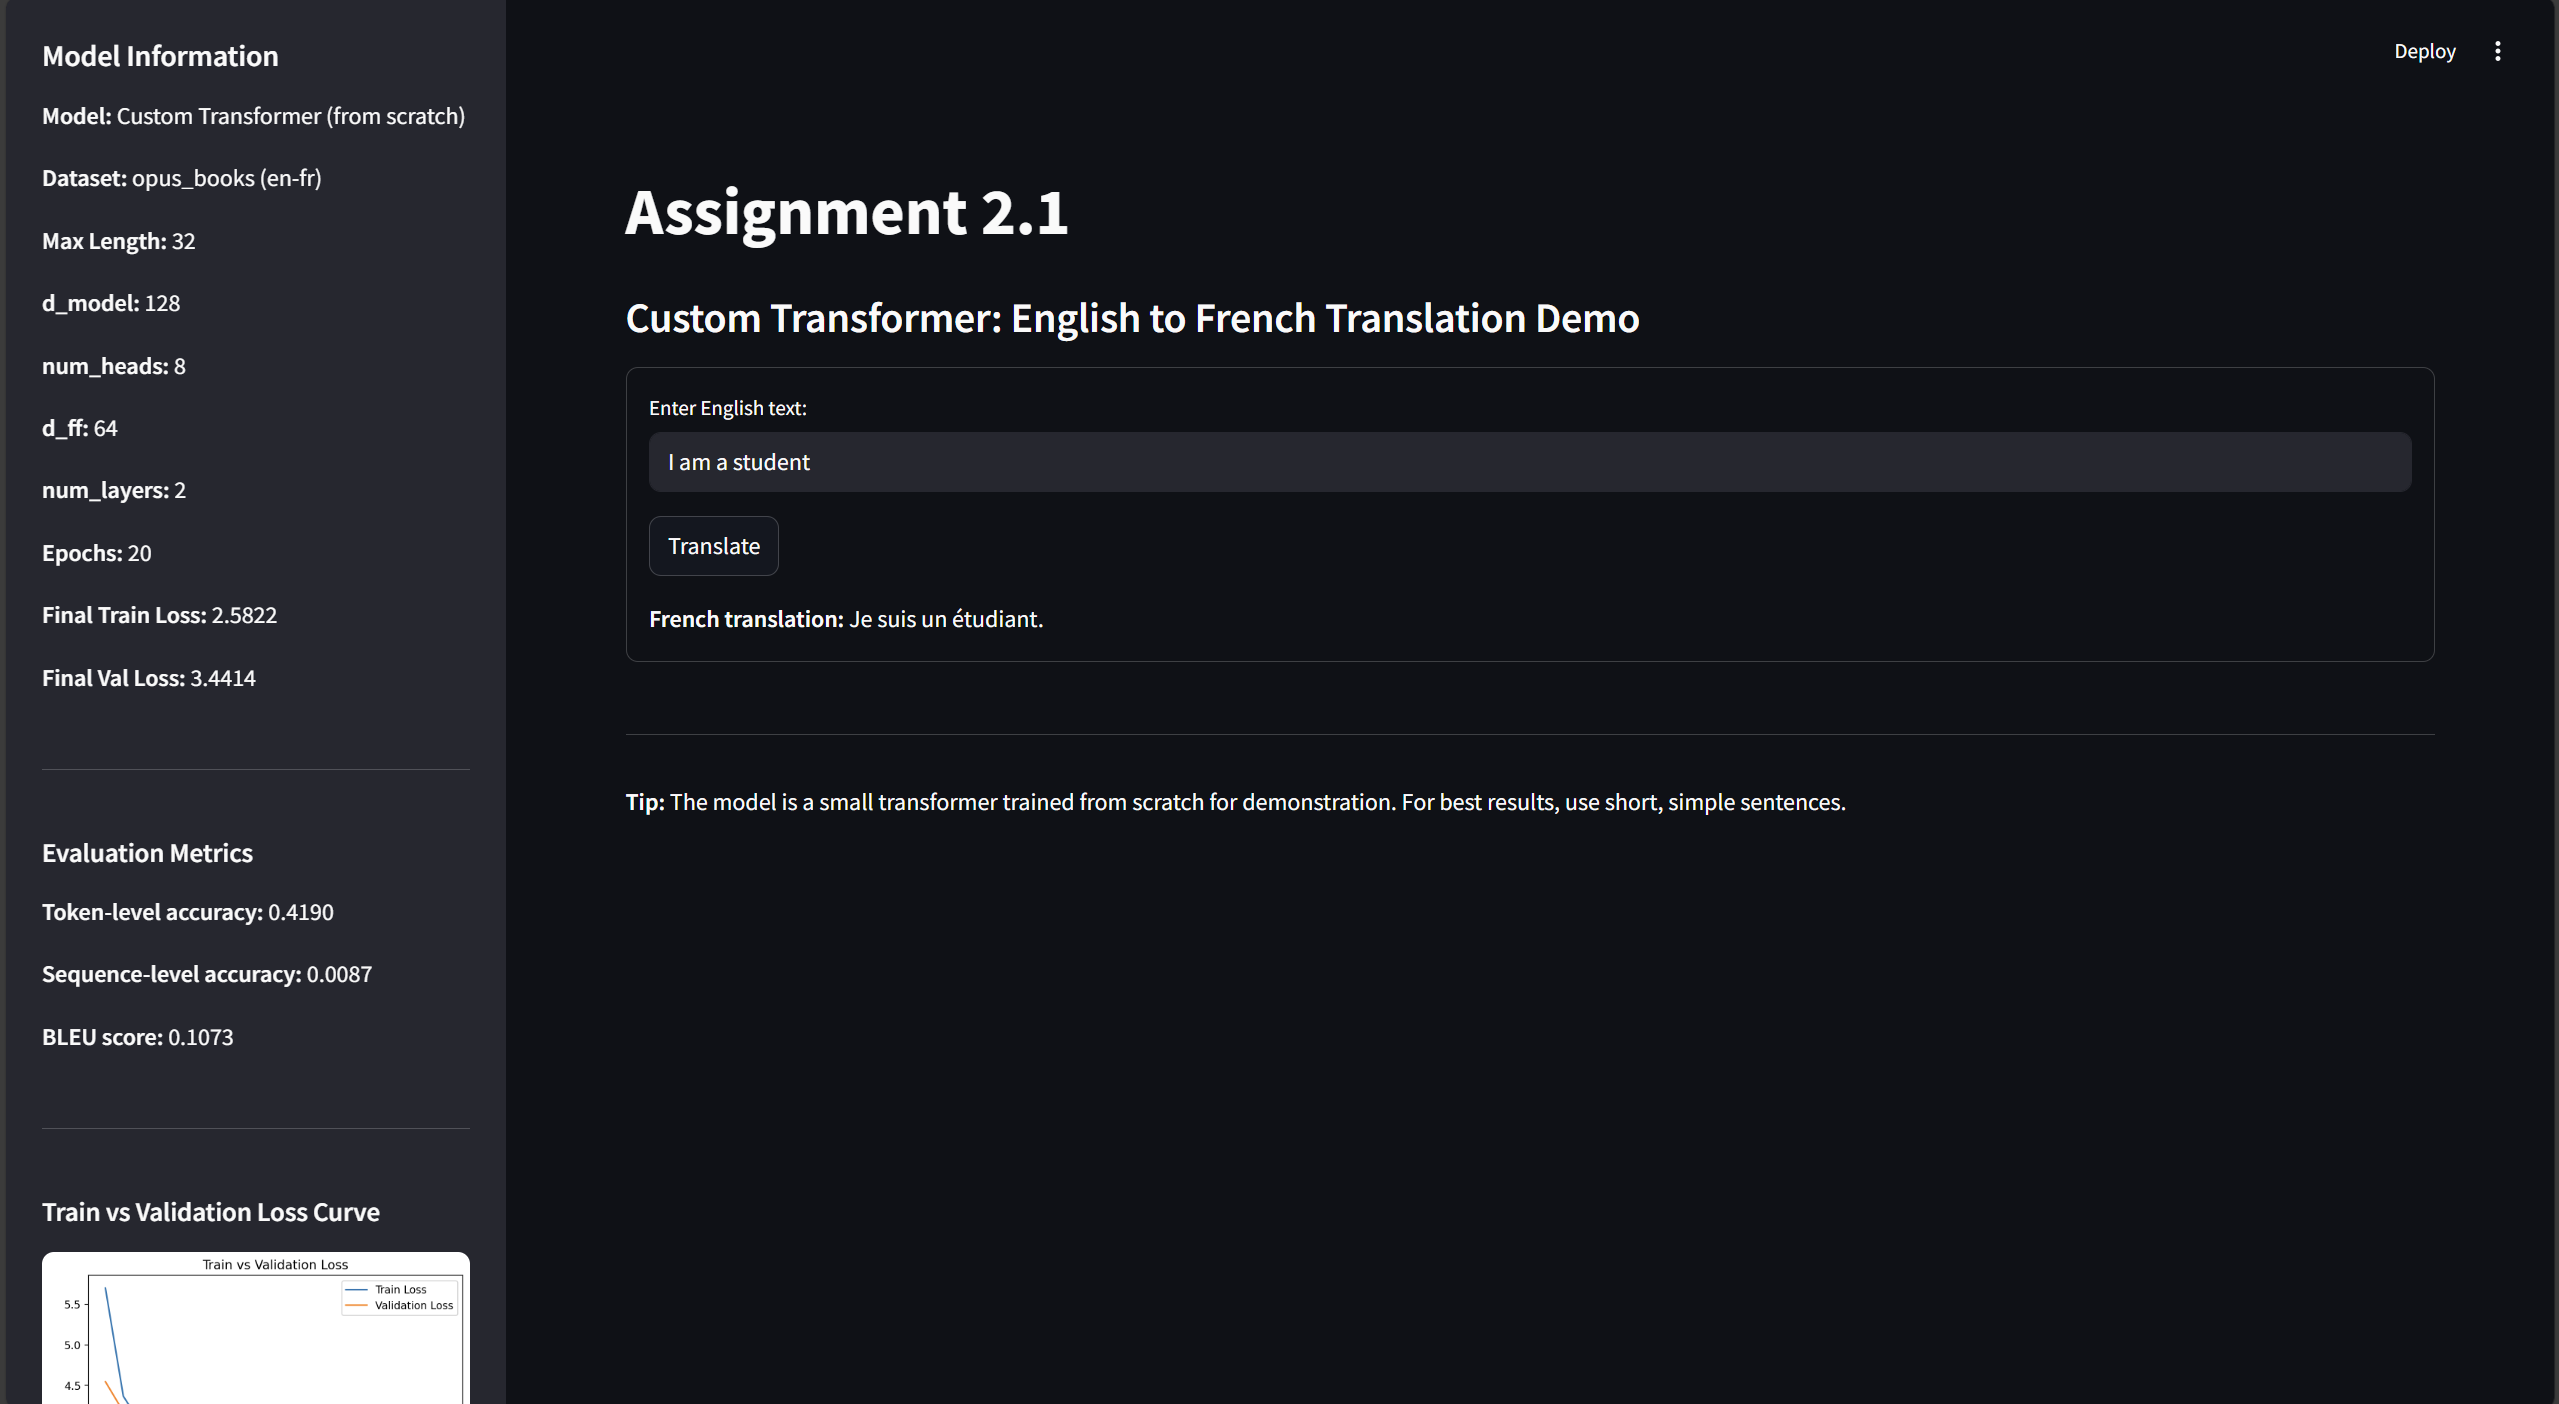 Model Information
Model: Custom Transformer (from scratch)
Dataset: opus_books (en-fr)
Max Length: 32
d_model: 128
num_heads: 8
d_ff: 64
num_layers: 2
Epochs: 20
Final Train Loss: 2.5822
Final Val Loss: 3.4414
Evaluation Metrics
Token-level accuracy: 0.4190
Sequence-level accuracy: 0.0087
BLEU score: 0.1073
Train vs Validation Loss Curve
Train vs Validation Loss
Train Loss
Validation Loss
5.5
5.0
4.5
Deploy
Assignment 2.1
Custom Transformer: English to French Translation Demo
Enter English text:
I am a student
Translate
French translation: Je suis un étudiant.
Tip: The model is a small transformer trained from scratch for demonstration. For best results, use short, simple sentences.